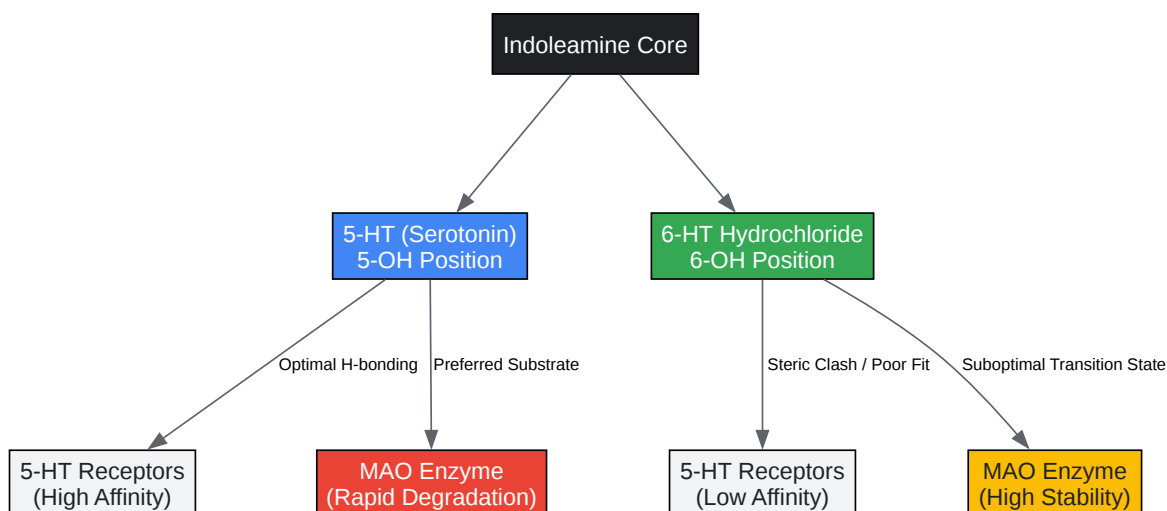 Indoleamine Core
5-HT (Serotonin)
5-OH Position
6-HT Hydrochloride
6-OH Position
Optimal H-bonding
Preferred Substrate
Steric Clash / Poor Fit
Suboptimal Transition State
5-HT Receptors
(High Affinity)
MAO Enzyme
(Rapid Degradation)
5-HT Receptors
(Low Affinity)
MAO Enzyme
(High Stability)